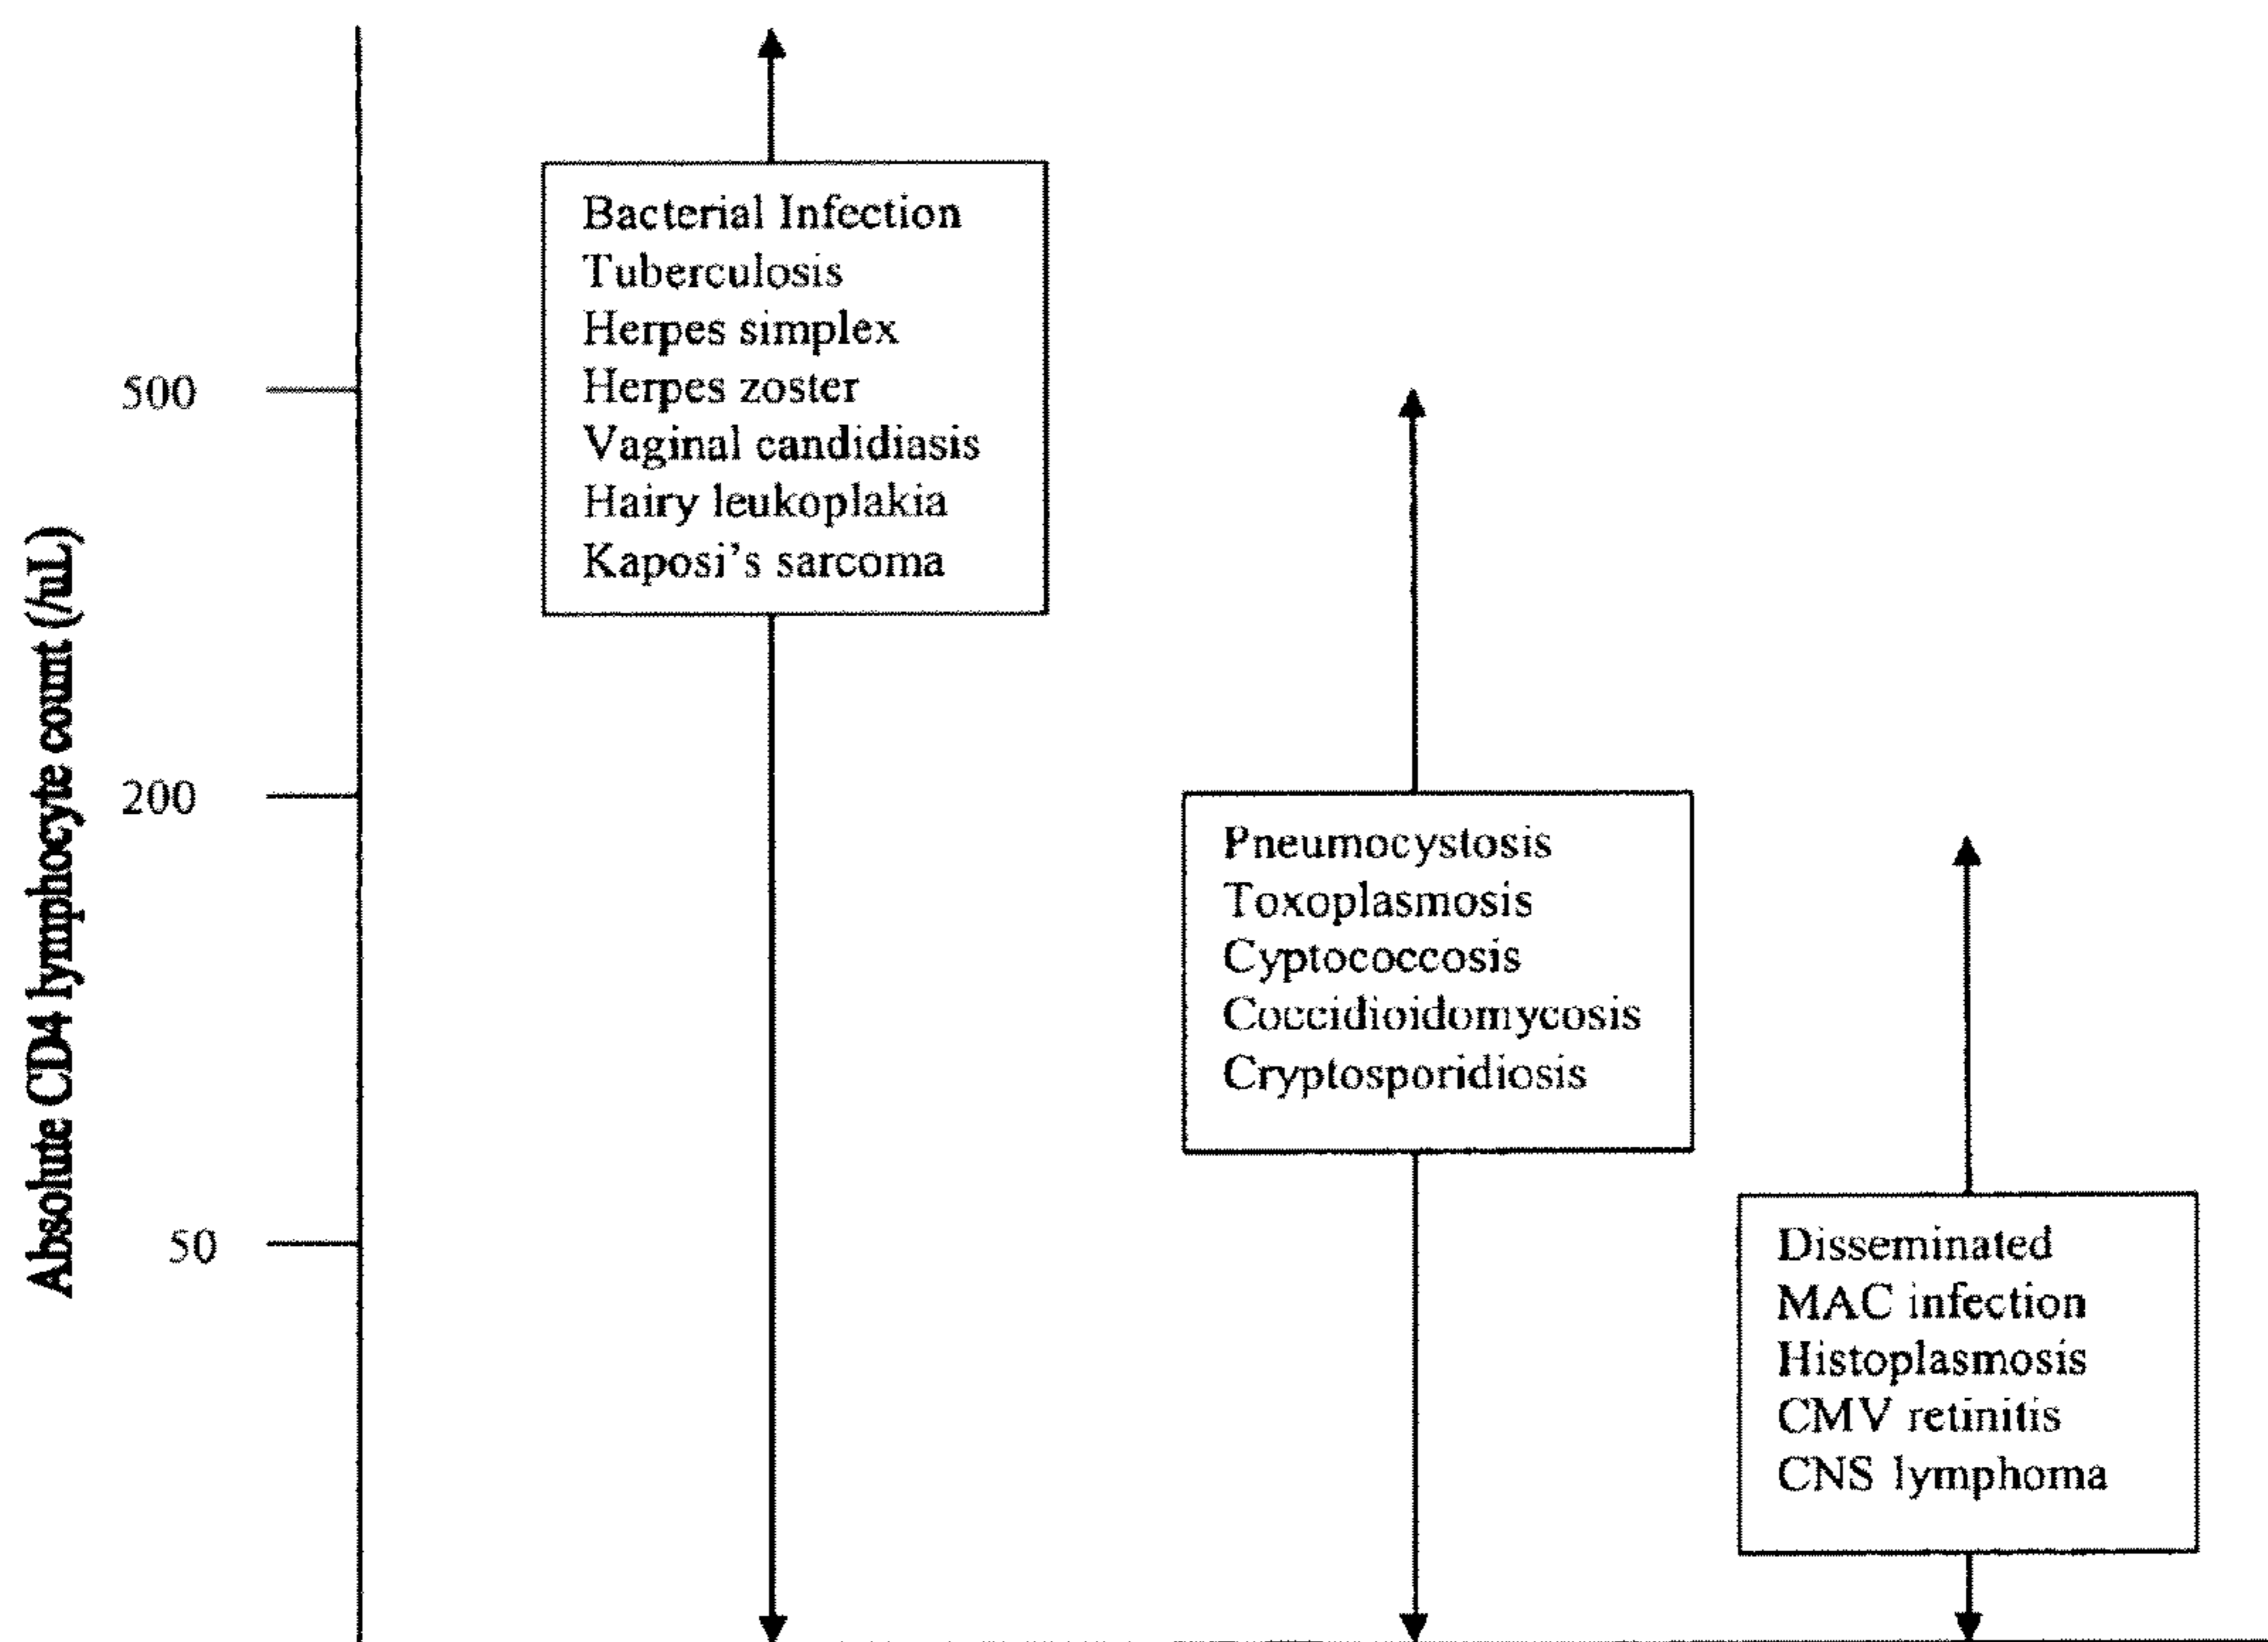 Absolute CD4 lymphocyte count (/uL)
500
200
50
Bacterial Infection
Tuberculosis
Herpes simplex
Herpes zoster
Vaginal candidiasis
Hairy leukoplakia
Kaposi's sarcoma
Pneumocystosis
Toxoplasmosis
Cyptococcosis
Coccidioidomycosis
Cryptosporidiosis
Disseminated
MAC infection
Histoplasmosis
CMV retinitis
CNS lymphoma